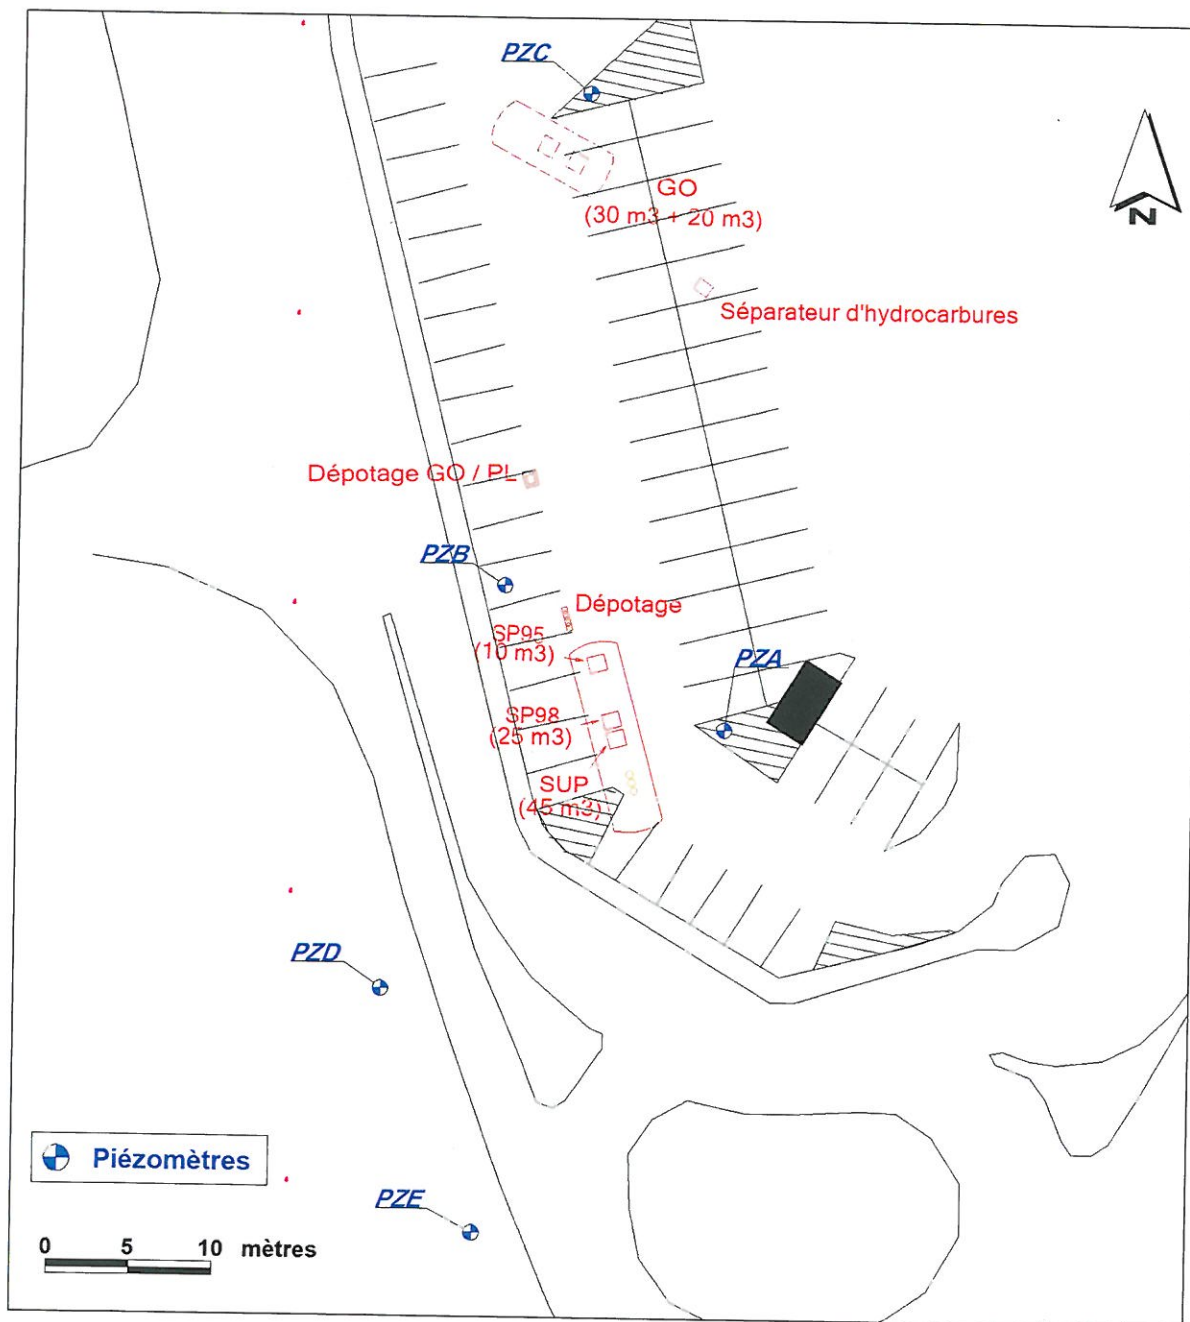 PZC
GO
(30 m3 + 20 m3)
N
Séparateur d'hydrocarbures
Dépotage GO / PL
PZB
Dépotage
SP95
(10 m3)
PZA
SP98
(25 m3)
SUP
(45 m3)
PZD
Piézomètres
PZE
0 5 10 mètres